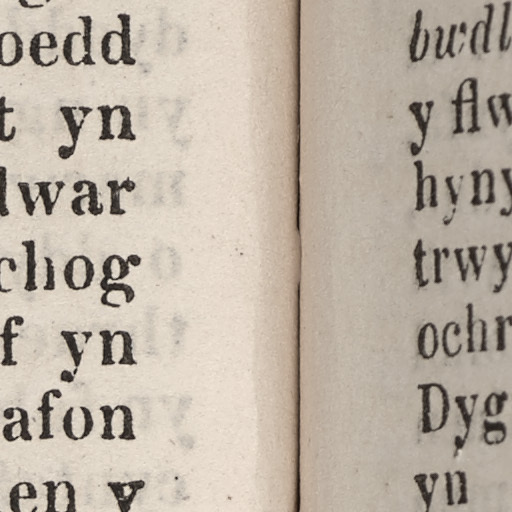 oedd
t yn
lwar
chog
f yn
afon
en y
bwdl
y flw
hyny
trwy
ochr
Dyg
yn